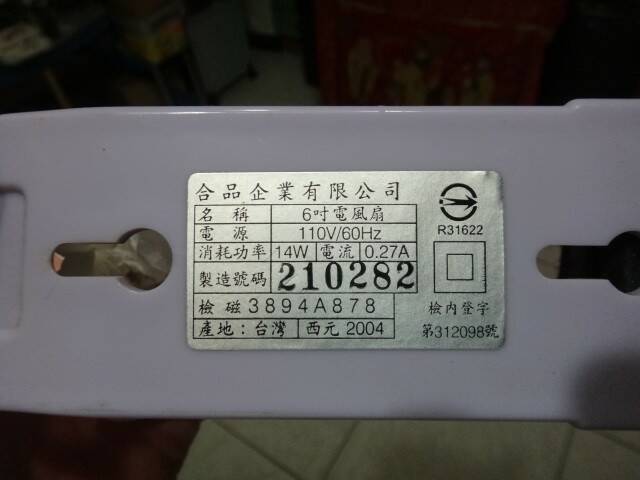 合品企業有限公司
名稱 6吋電風扇
電源 110V/60Hz
消耗功率 14W 電流 0.27A
製造號碼 210282
檢磁 3894A878
產地：台灣 西元 2004
R31622
檢內登字
第312098號